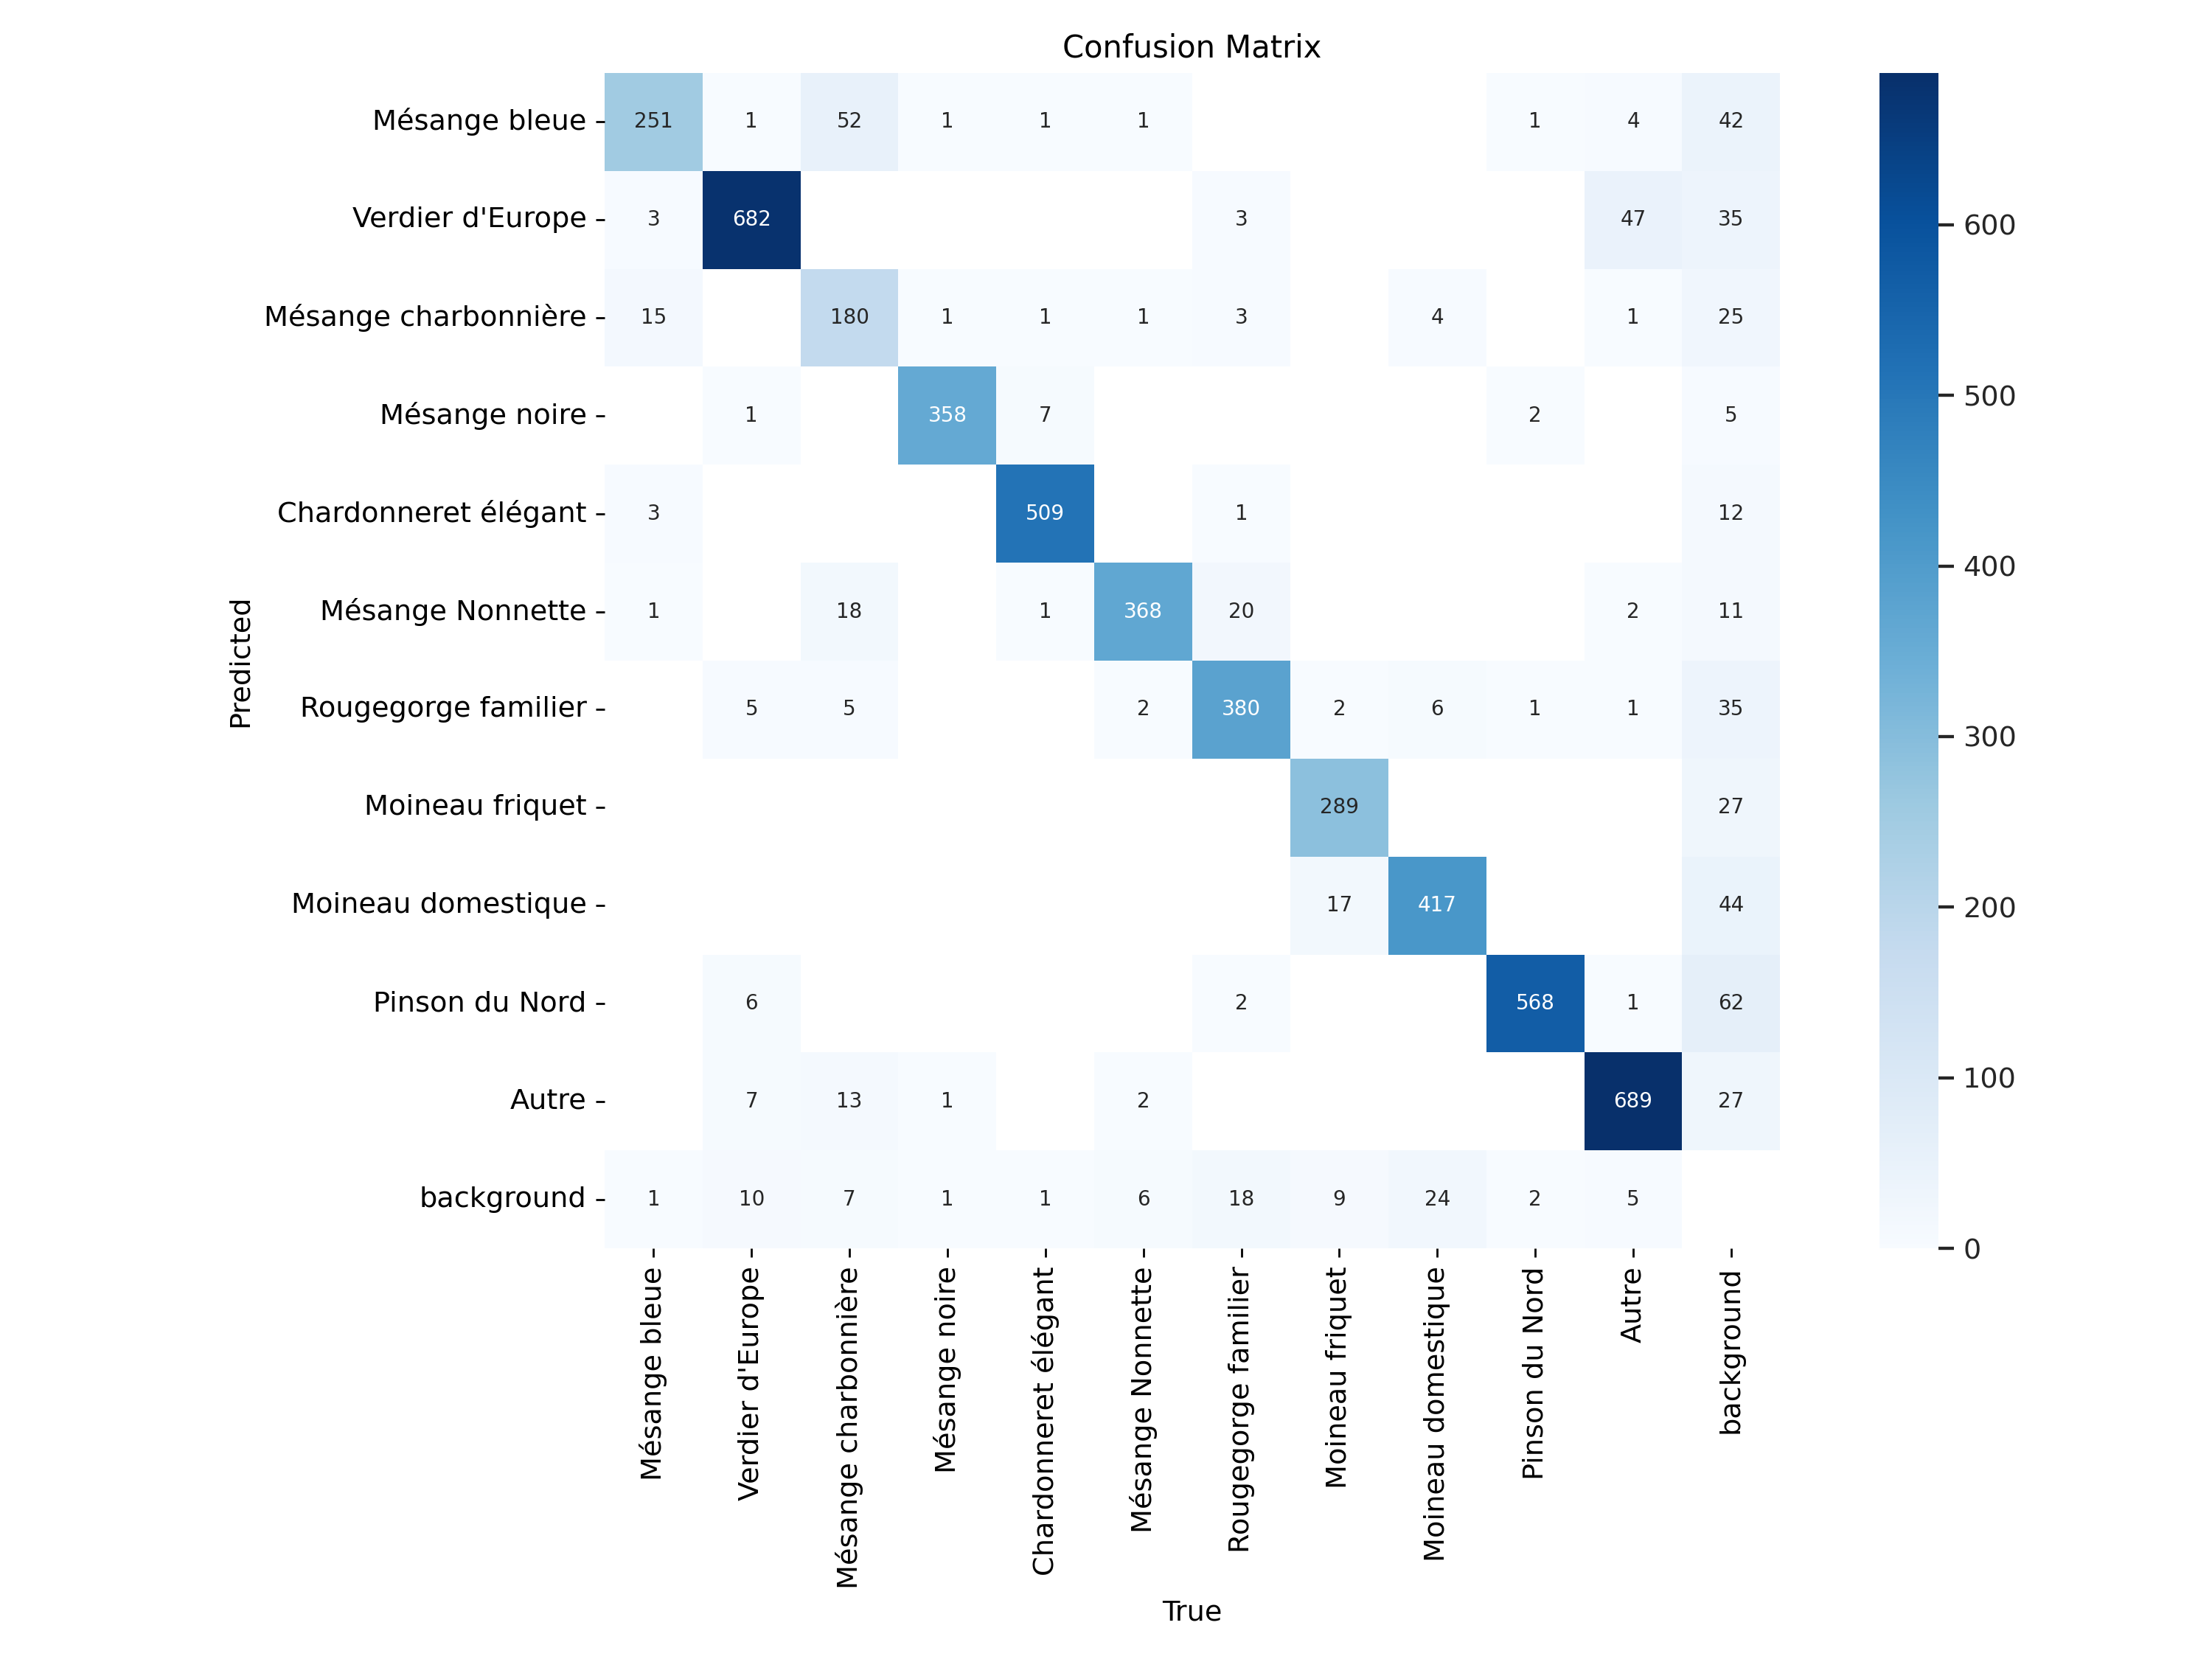 Confusion Matrix
Mésange bleue 251 1 52 1 1 1 1 4 42
Verdier d'Europe 3 682 3 47 35
600
Mésange charbonnière 15 180 1 1 1 3 4 1 25
500
Mésange noire 1 358 7 2 5
Chardonneret élégant 3 509 1 12
400
Mésange Nonnette 1 18 1 368 20 2 11
Predicted
Rougegorge familier 5 5 2 380 2 6 1 1 35
300
Moineau friquet 289 27
Moineau domestique 17 417 44
200
Pinson du Nord 6 2 568 1 62
100
Autre 7 13 1 2 689 27
background 1 10 7 1 1 6 18 9 24 2 5
0
Mésange bleue
Verdier d'Europe
Mésange charbonnière
Mésange noire
Chardonneret élégant
Mésange Nonnette
Rougegorge familier
Moineau friquet
Moineau domestique
Pinson du Nord
Autre
background
True